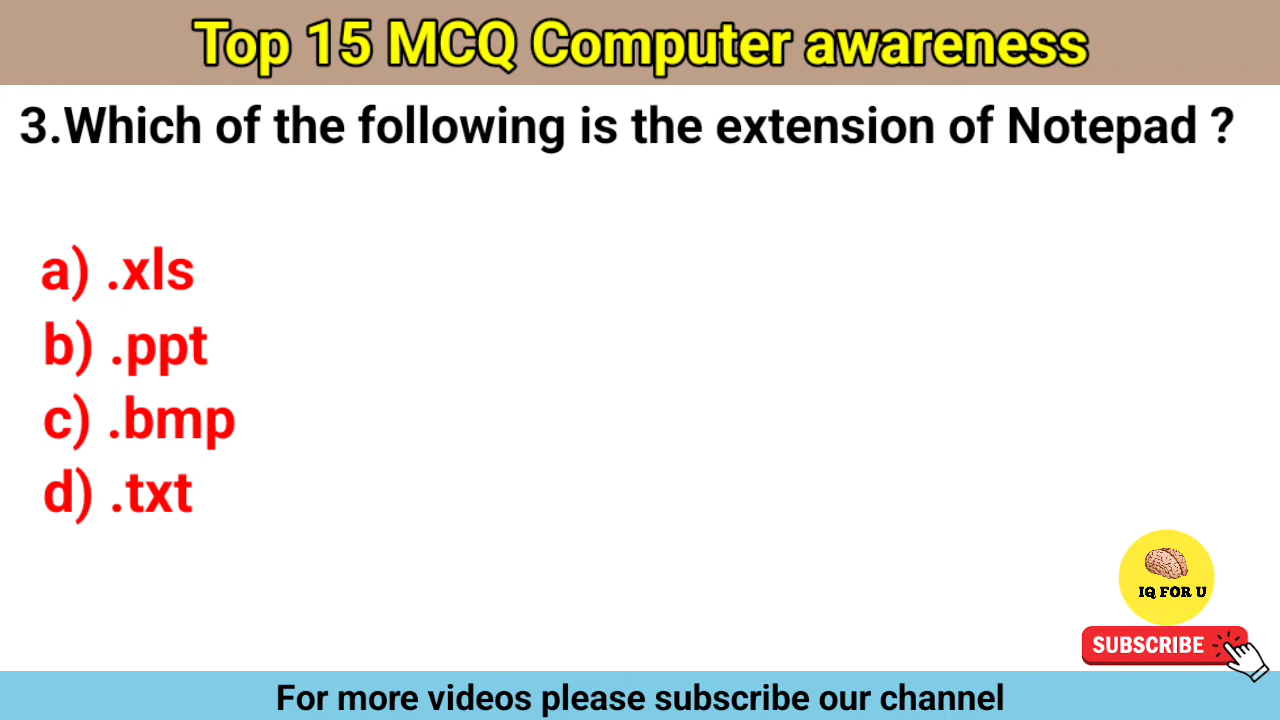 Top 15 MCQ Computer awareness
3.Which of the following is the extension of Notepad ?
a) .xls
b) .ppt
c) .bmp
d) .txt
IQ FOR U
SUBSCRIBE
For more videos please subscribe our channel